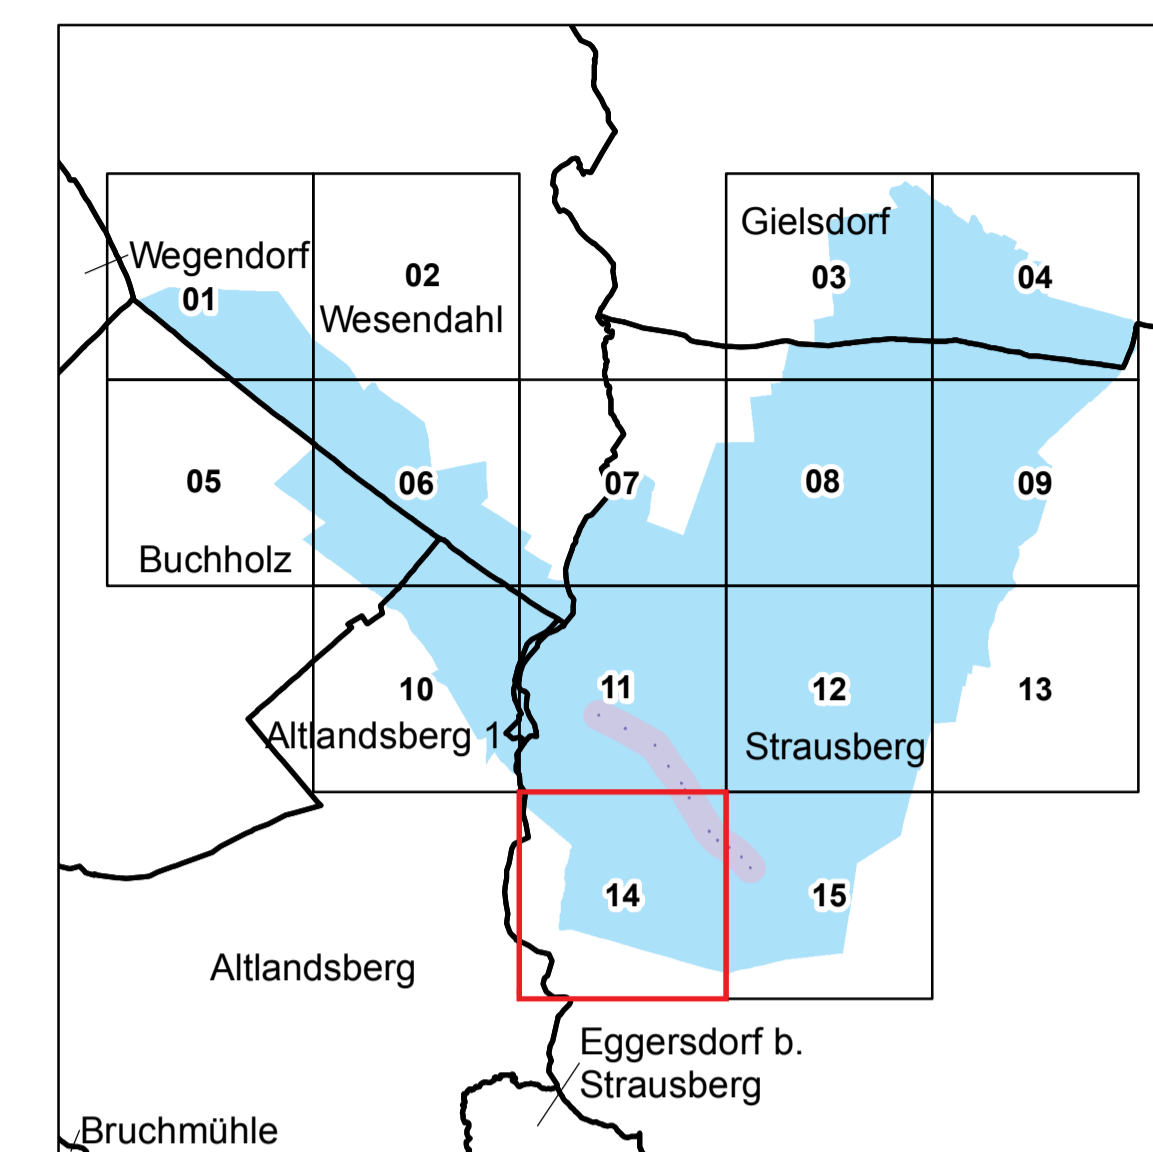 Gielsdorf
Wegendorf
01
02
Wesendahl
03
04
05
06
07
08
09
Buchholz
10
11
12
13
Altlandsberg 1
Strausberg
14
15
Altlandsberg
Eggersdorf b.
Strausberg
Bruchmühle